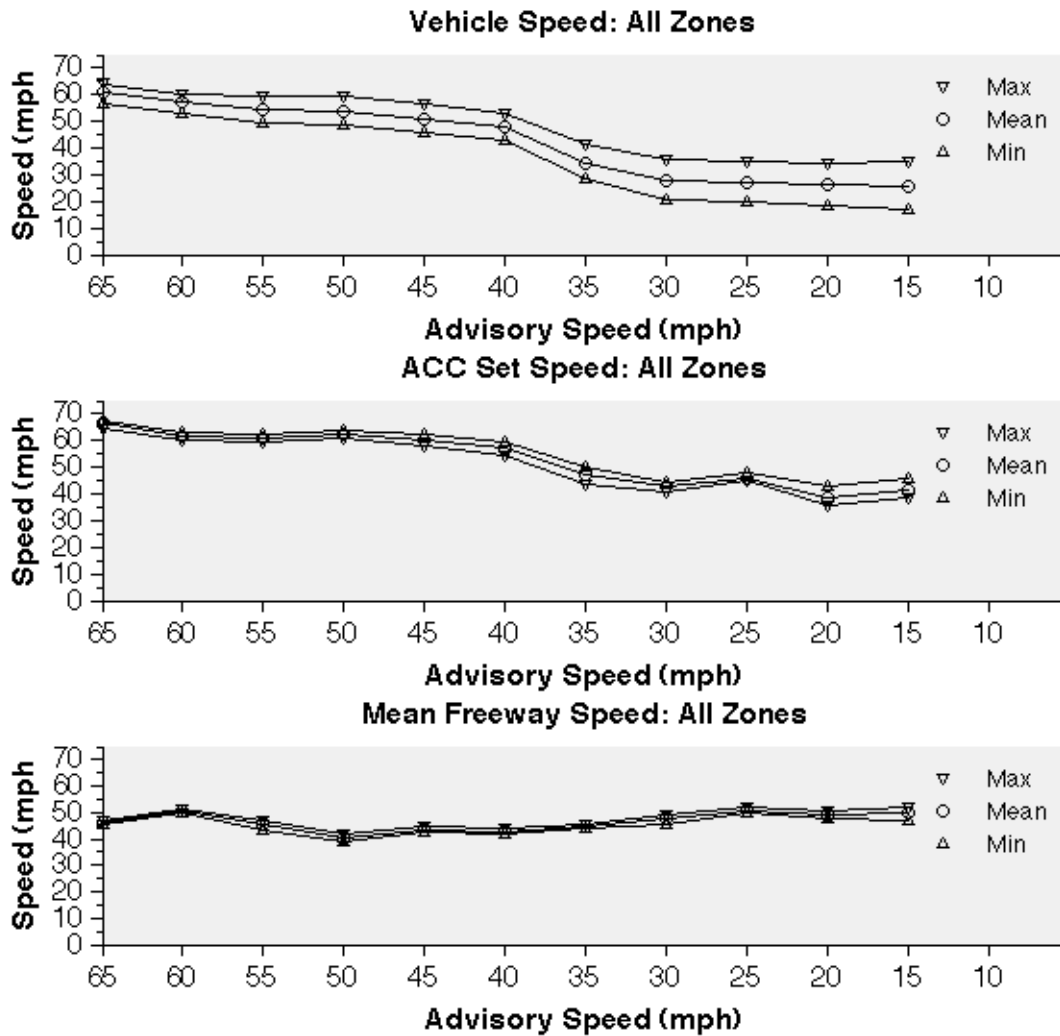 Vehicle Speed: All Zones
Speed (mph
70
60
50
40
30
20
10
0
Max
Mean
Min
65 60 55 50 45 40 35 30 25 20 15 10
Advisory Speed (mph)
ACC Set Speed: All Zones
Speed (mph
70
60
50
40
30
20
10
0
Max
Mean
Min
65 60 55 50 45 40 35 30 25 20 15 10
Advisory Speed (mph)
Mean Freeway Speed: All Zones
Speed (mph
70
60
50
40
30
20
10
0
Max
Mean
Min
65 60 55 50 45 40 35 30 25 20 15 10
Advisory Speed (mph)